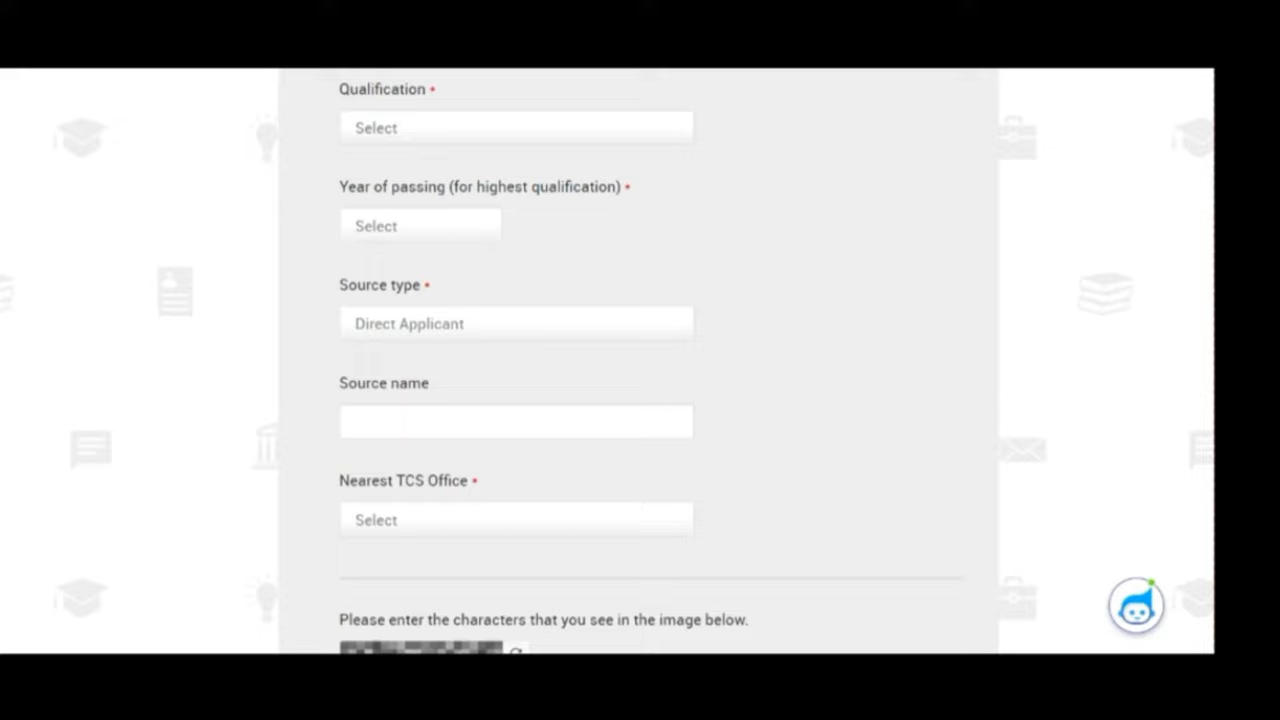 Qualification •
Select
Year of passing (for highest qualification) •
Select
Source type •
Direct Applicant
Source name
Nearest TCS Office •
Select
Please enter the characters that you see in the image below.